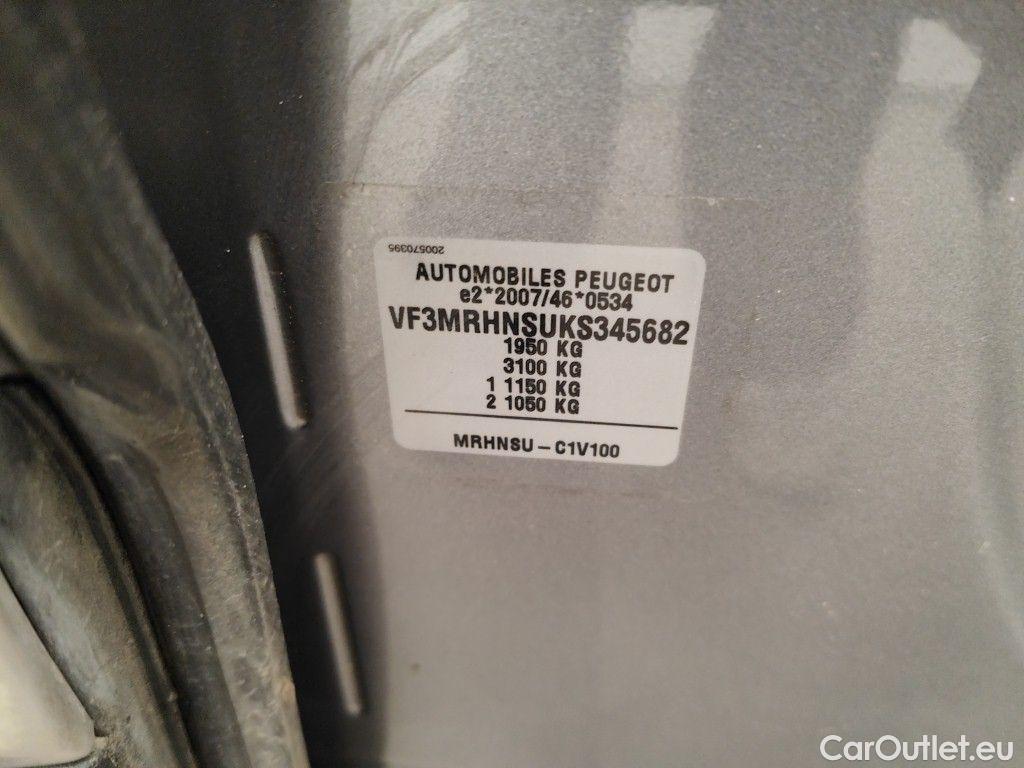 200570395
AUTOMOBILES PEUGEOT
e2*2007/46*0534
VF3MRHNSUKS345682
1950 KG
3100 KG
1 1150 KG
2 1050 KG
MRHNSU – C1V100
CarOutlet.eu